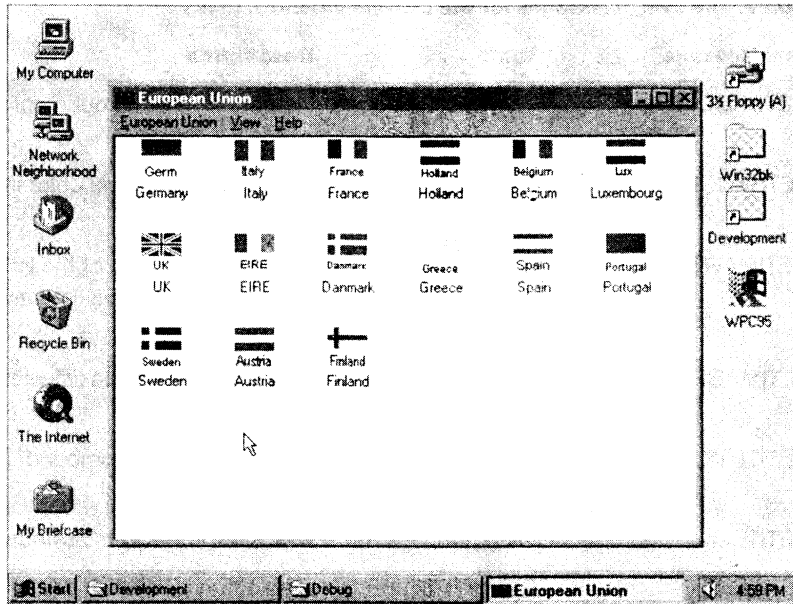 My Computer
Network
Neighborhood
Inbox
Recycle Bin
The Internet
My Briefcase
European Union
European Union View Help
Germ Italy France Holland Belgium Lux
Germany Italy France Holland Belgium Luxembourg
UK EIRE Danmark Greece Spain Portugal
UK EIRE Danmark Greece Spain Portugal
Sweden Austria Finland
Sweden Austria Finland
3½ Floppy (A)
Win32bk
Development
WPC95
Start Development Debug European Union 4:59 PM